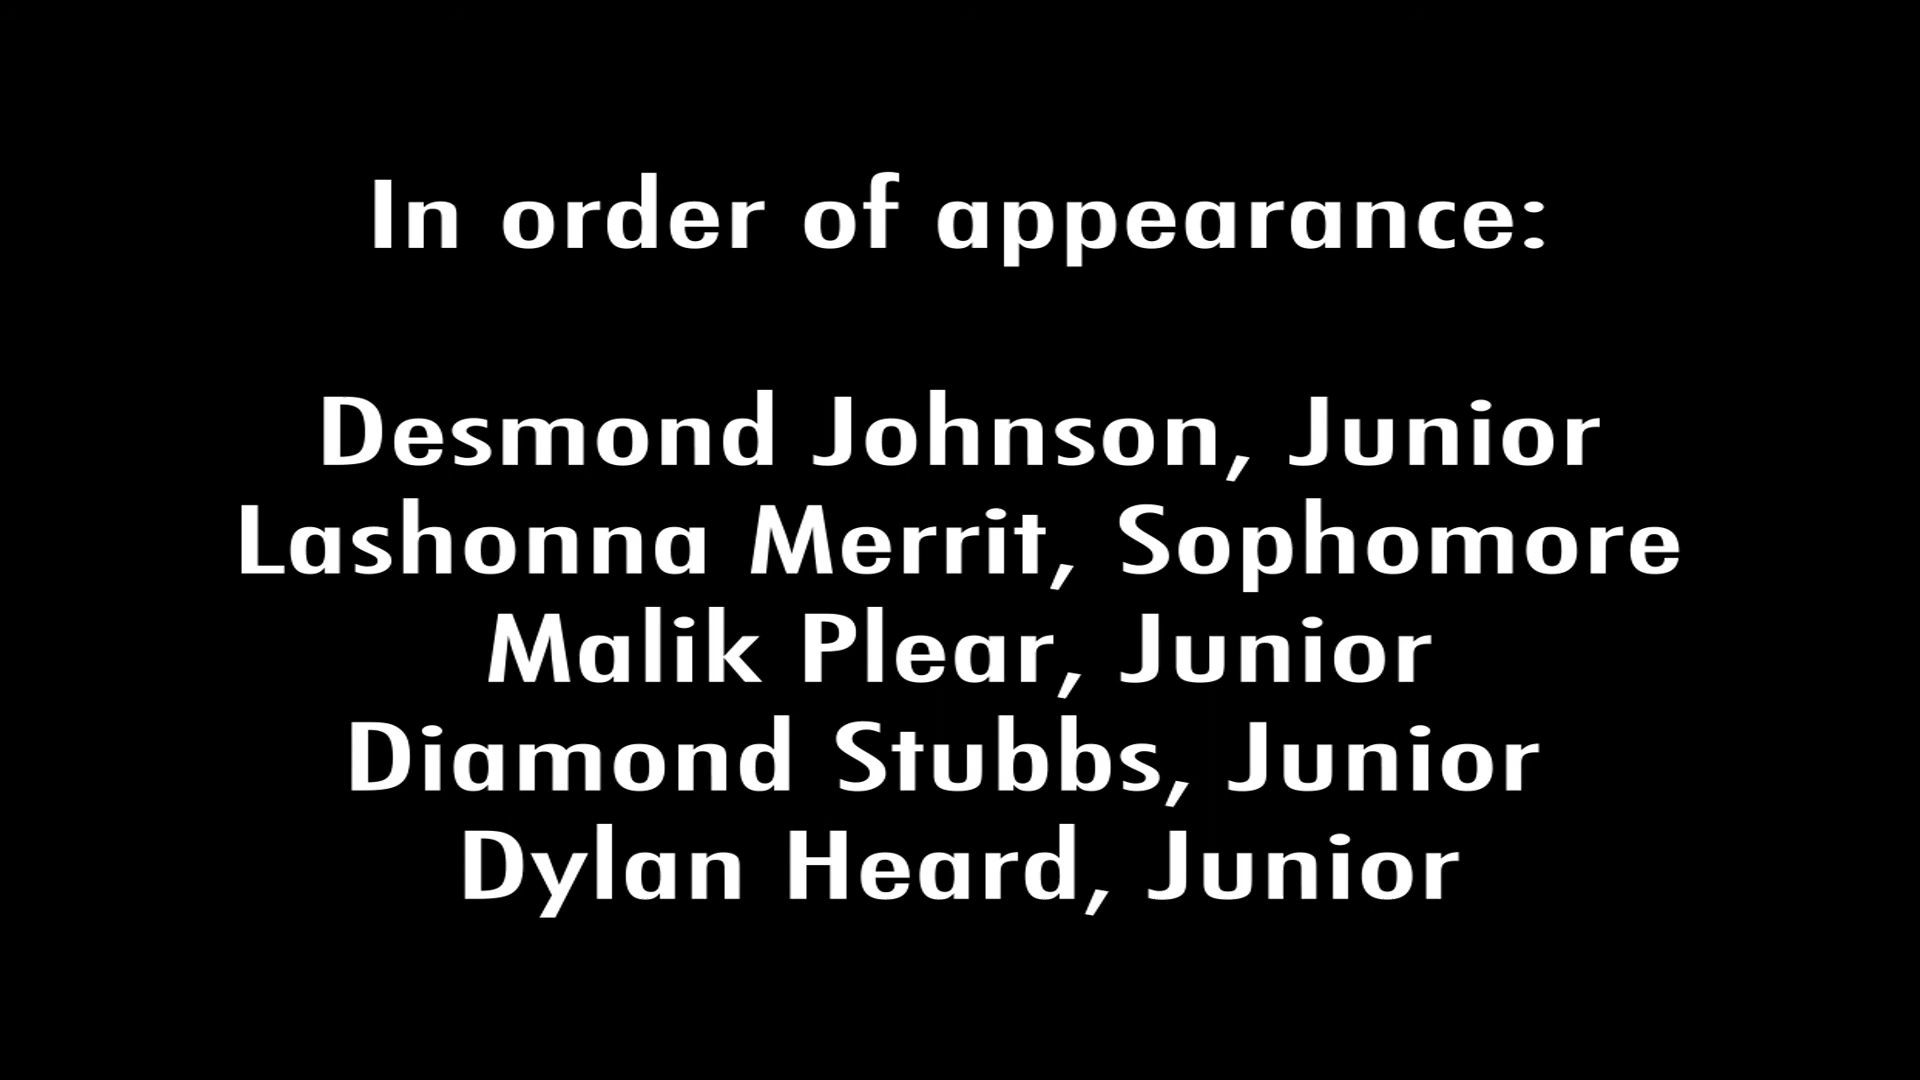 In order of appearance:
Desmond Johnson, Junior
Lashonna Merrit, Sophomore
Malik Plear, Junior
Diamond Stubbs, Junior
Dylan Heard, Junior